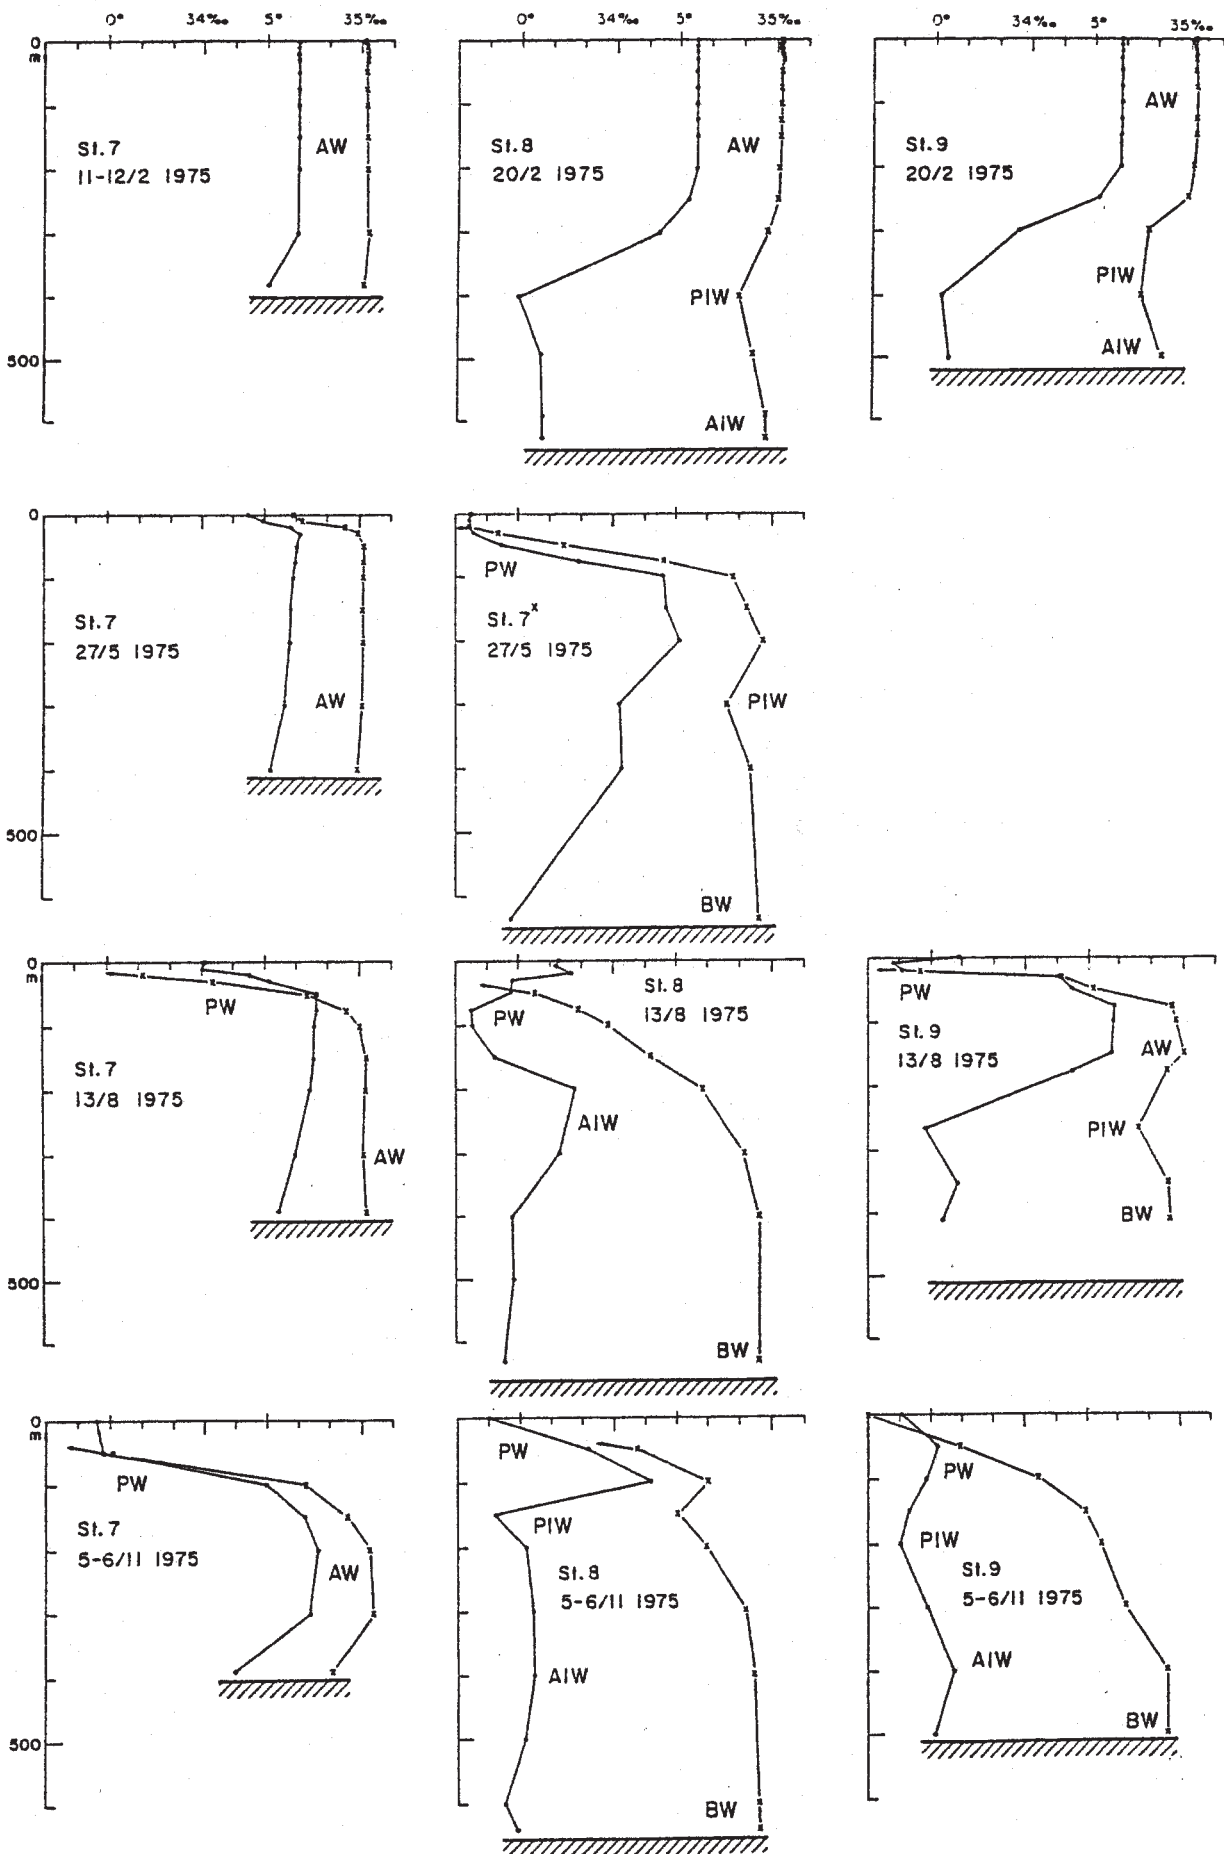 0° 34‰ 5° 35‰
0° 34‰ 5° 35‰
0° 34‰ 5° 35‰
0
m
500
St.7
11-12/2 1975
AW
St.8
20/2 1975
AW
PIW
AIW
St.9
20/2 1975
AW
PIW
AIW
0
500
St.7
27/5 1975
AW
PW
St.7ˣ
27/5 1975
PIW
BW
0
m
500
PW
St.7
13/8 1975
AW
St.8
13/8 1975
PW
AIW
BW
PW
St.9
13/8 1975
AW
PIW
BW
0
m
500
PW
St.7
5-6/11 1975
AW
PW
PIW
St.8
5-6/11 1975
AIW
BW
PW
PIW
St.9
5-6/11 1975
AIW
BW